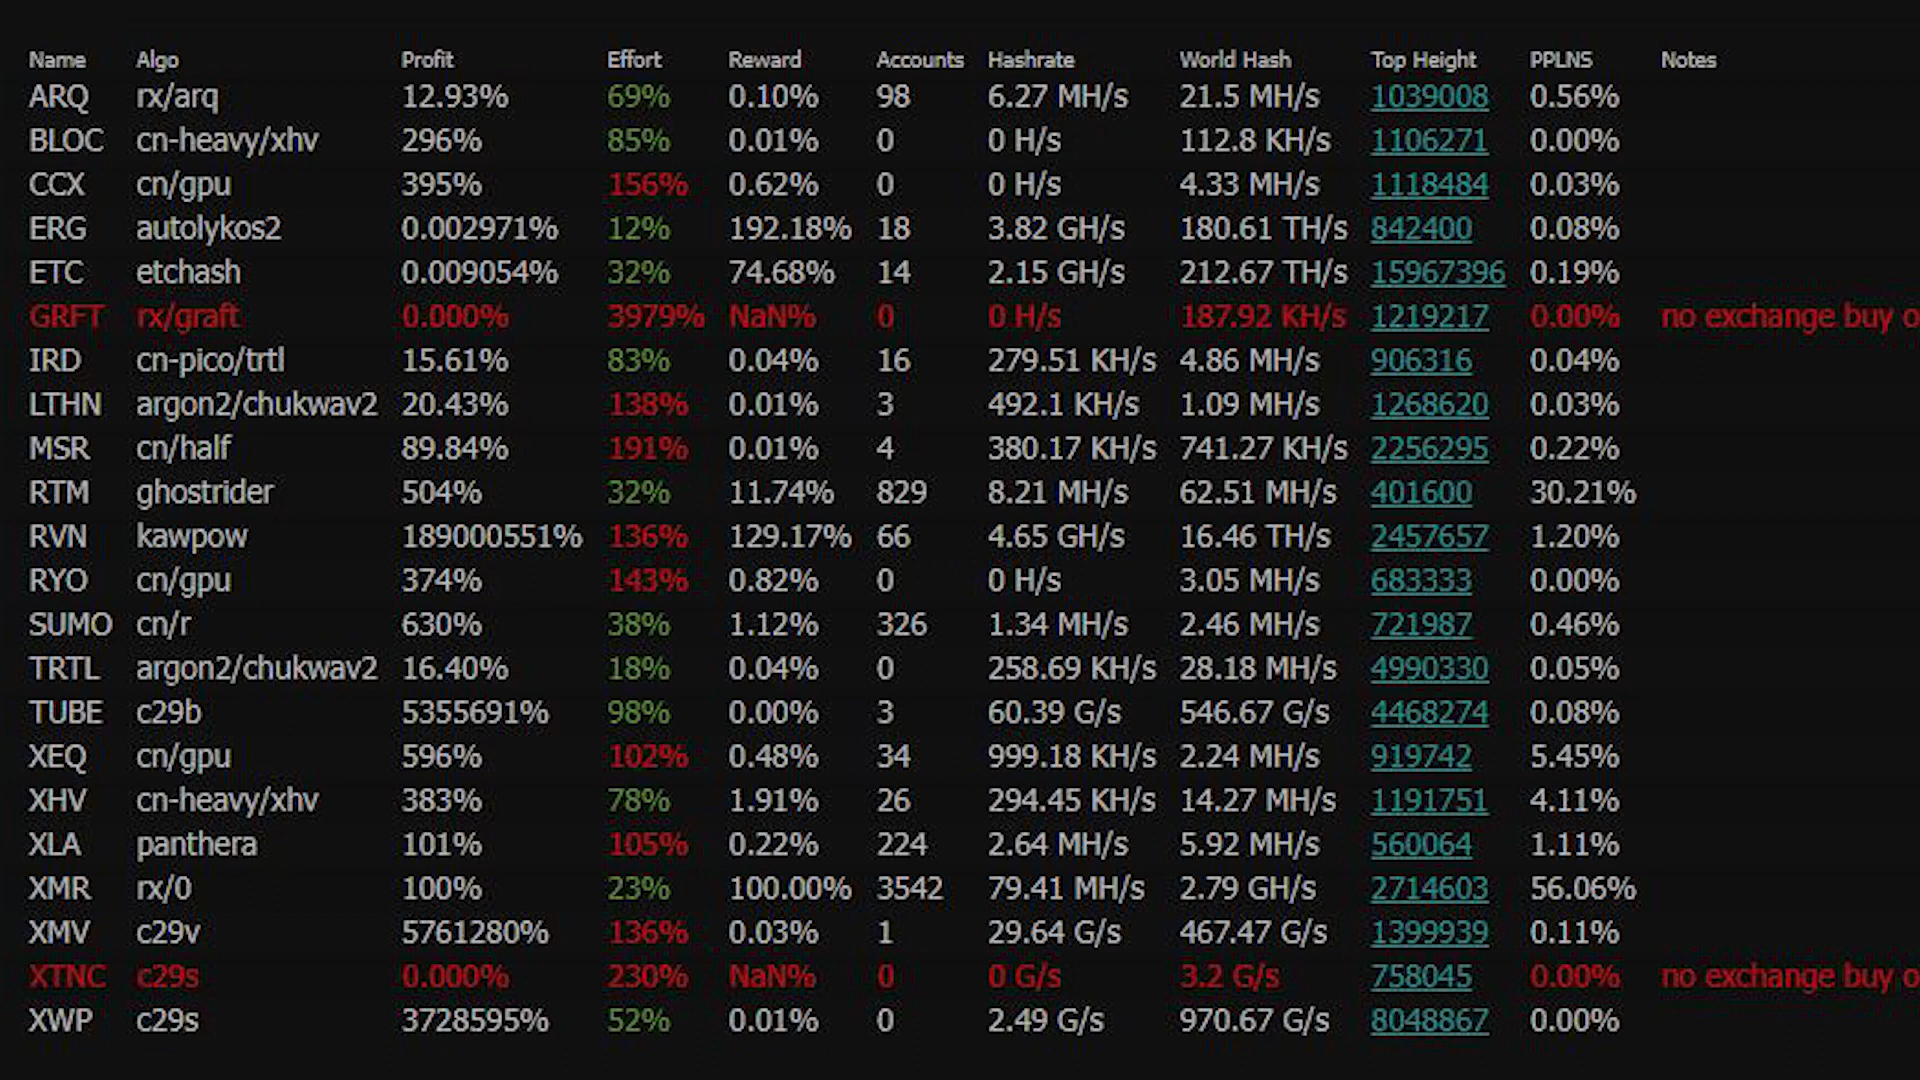 Name Algo Profit Effort Reward Accounts Hashrate World Hash Top Height PPLNS Notes
ARQ rx/arq 12.93% 69% 0.10% 98 6.27 MH/s 21.5 MH/s 1039008 0.56%
BLOC cn-heavy/xhv 296% 85% 0.01% 0 0 H/s 112.8 KH/s 1106271 0.00%
CCX cn/gpu 395% 156% 0.62% 0 0 H/s 4.33 MH/s 1118484 0.03%
ERG autolykos2 0.002971% 12% 192.18% 18 3.82 GH/s 180.61 TH/s 842400 0.08%
ETC etchash 0.009054% 32% 74.68% 14 2.15 GH/s 212.67 TH/s 15967396 0.19%
GRFT rx/graft 0.000% 3979% NaN% 0 0 H/s 187.92 KH/s 1219217 0.00% no exchange buy o
IRD cn-pico/trtl 15.61% 83% 0.04% 16 279.51 KH/s 4.86 MH/s 906316 0.04%
LTHN argon2/chukwav2 20.43% 138% 0.01% 3 492.1 KH/s 1.09 MH/s 1268620 0.03%
MSR cn/half 89.84% 191% 0.01% 4 380.17 KH/s 741.27 KH/s 2256295 0.22%
RTM ghostrider 504% 32% 11.74% 829 8.21 MH/s 62.51 MH/s 401600 30.21%
RVN kawpow 189000551% 136% 129.17% 66 4.65 GH/s 16.46 TH/s 2457657 1.20%
RYO cn/gpu 374% 143% 0.82% 0 0 H/s 3.05 MH/s 683333 0.00%
SUMO cn/r 630% 38% 1.12% 326 1.34 MH/s 2.46 MH/s 721987 0.46%
TRTL argon2/chukwav2 16.40% 18% 0.04% 0 258.69 KH/s 28.18 MH/s 4990330 0.05%
TUBE c29b 5355691% 98% 0.00% 3 60.39 G/s 546.67 G/s 4468274 0.08%
XEQ cn/gpu 596% 102% 0.48% 34 999.18 KH/s 2.24 MH/s 919742 5.45%
XHV cn-heavy/xhv 383% 78% 1.91% 26 294.45 KH/s 14.27 MH/s 1191751 4.11%
XLA panthera 101% 105% 0.22% 224 2.64 MH/s 5.92 MH/s 560064 1.11%
XMR rx/0 100% 23% 100.00% 3542 79.41 MH/s 2.79 GH/s 2714603 56.06%
XMV c29v 5761280% 136% 0.03% 1 29.64 G/s 467.47 G/s 1399939 0.11%
XTNC c29s 0.000% 230% NaN% 0 0 G/s 3.2 G/s 758045 0.00% no exchange buy o
XWP c29s 3728595% 52% 0.01% 0 2.49 G/s 970.67 G/s 8048867 0.00%